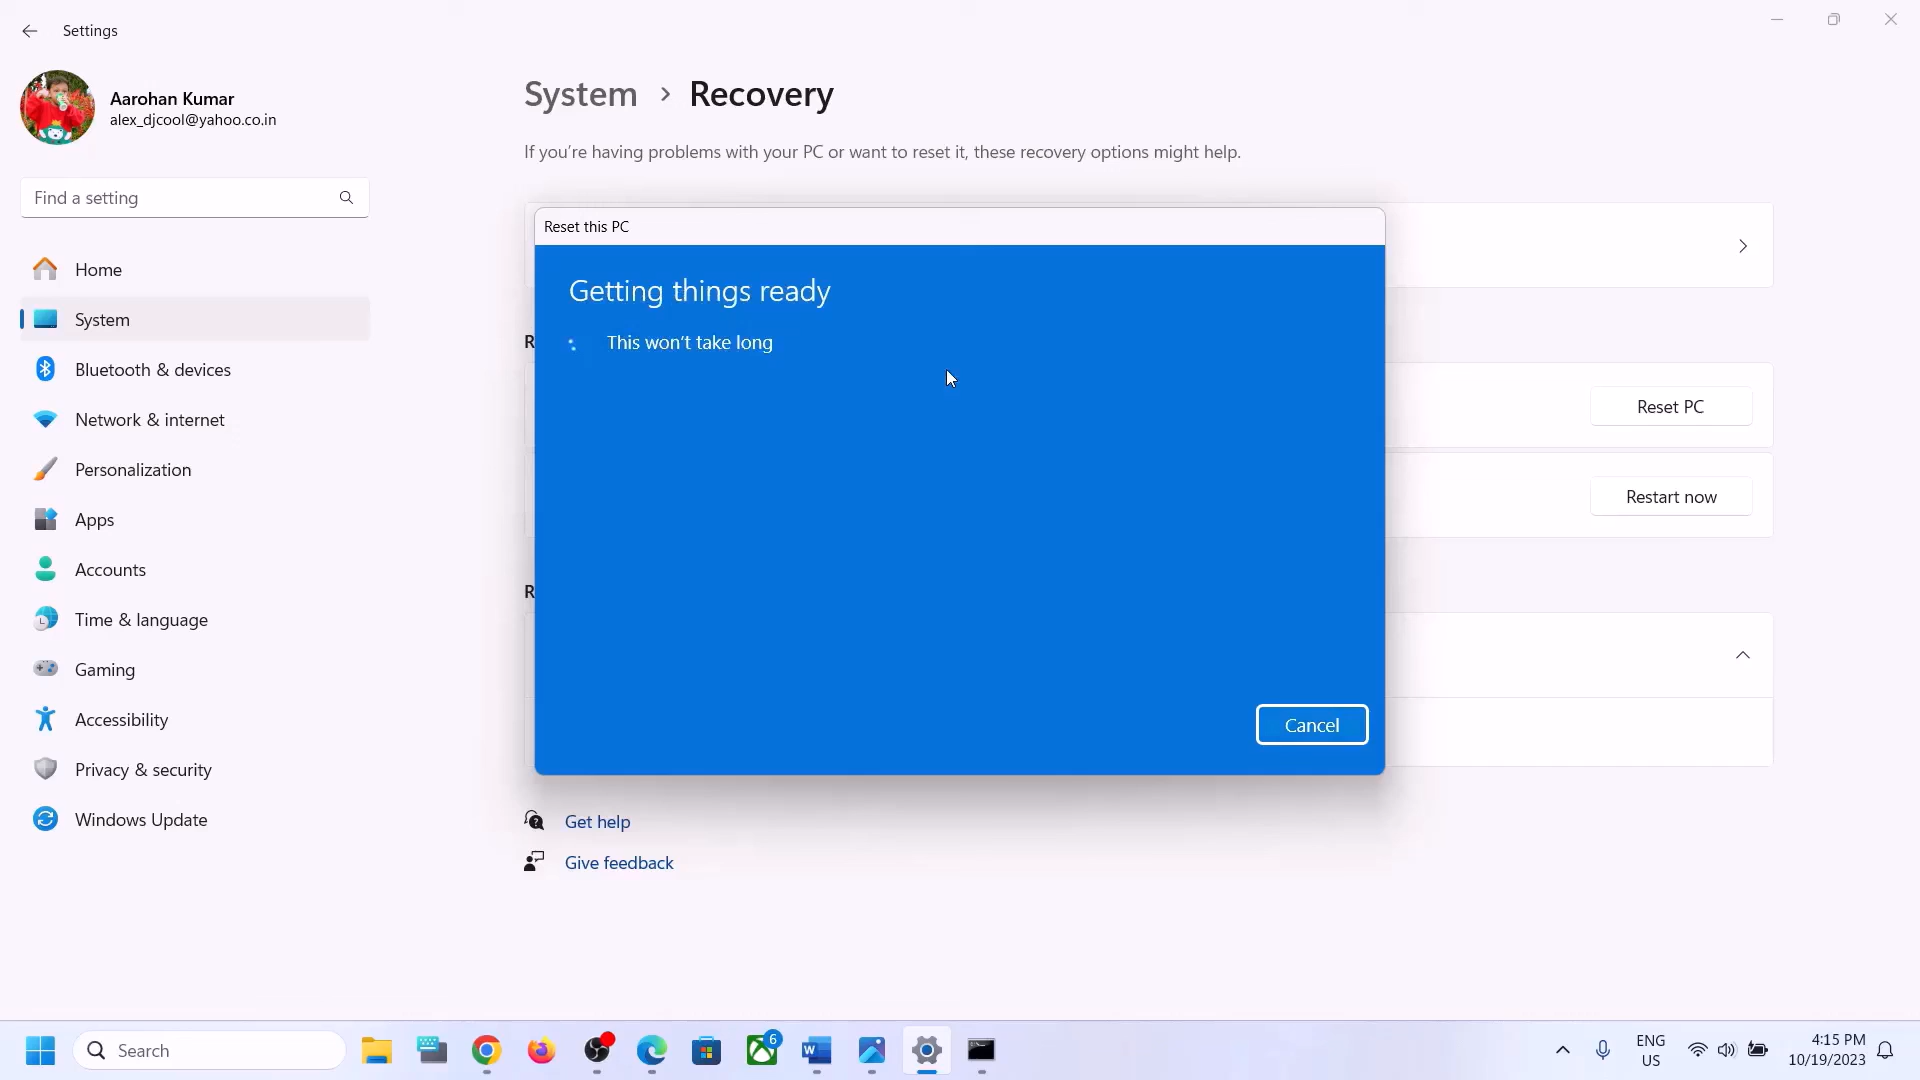 Settings
Aarohan Kumar
alex_djcool@yahoo.co.in
Find a setting
Home
System
Bluetooth & devices
Network & internet
Personalization
Apps
Accounts
Time & language
Gaming
Accessibility
Privacy & security
Windows Update
System > Recovery
If you're having problems with your PC or want to reset it, these recovery options might help.
Reset this PC
Getting things ready
This won't take long
Cancel
R
Reset PC
Restart now
R
Get help
Give feedback
Search
6
ENG
US
4:15 PM
10/19/2023